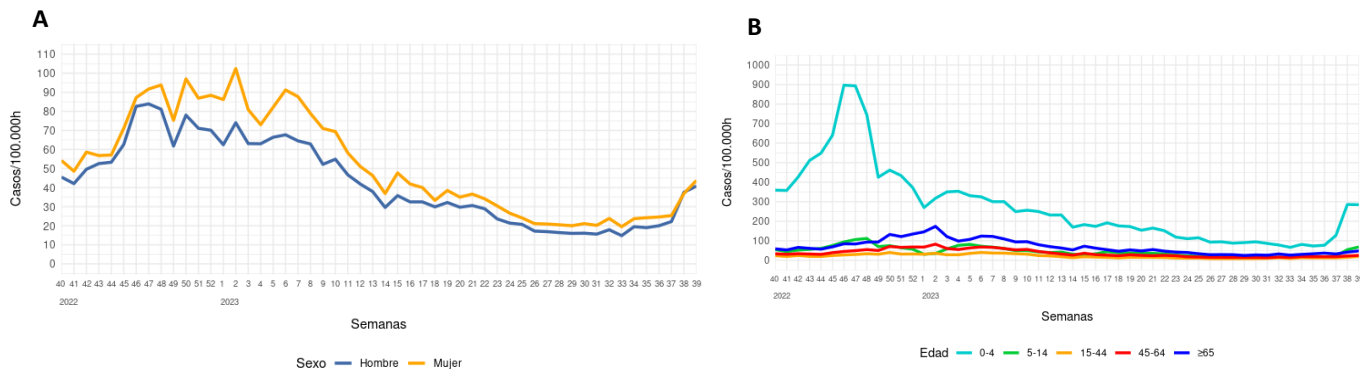 A
110
100
90
80
70
60
50
40
30
20
10
0
Casos/100.000h
40 41 42 43 44 45 46 47 48 49 50 51 52 1 2 3 4 5 6 7 8 9 10 11 12 13 14 15 16 17 18 19 20 21 22 23 24 25 26 27 28 29 30 31 32 33 34 35 36 37 38 39
2022 2023
Semanas
Sexo Hombre Mujer
B
1000
900
800
700
600
500
400
300
200
100
0
Casos/100.000h
40 41 42 43 44 45 46 47 48 49 50 51 52 1 2 3 4 5 6 7 8 9 10 11 12 13 14 15 16 17 18 19 20 21 22 23 24 25 26 27 28 29 30 31 32 33 34 35 36 37 38 39
2022 2023
Semanas
Edad 0-4 5-14 15-44 45-64 ≥65